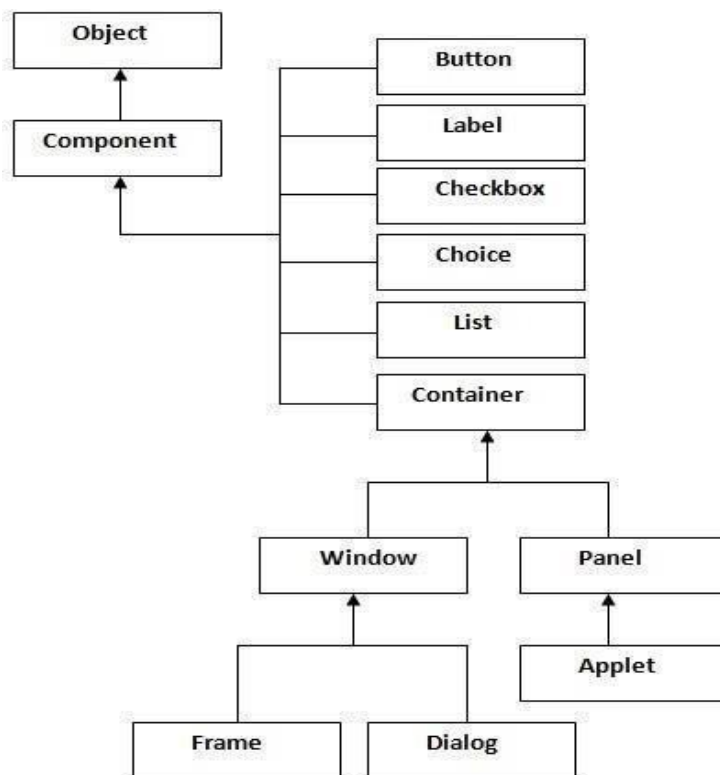 Object
Button
Label
Component
Checkbox
Choice
List
Container
Window
Panel
Applet
Frame
Dialog